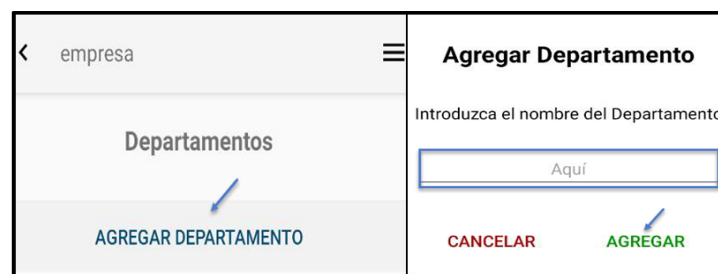 empresa
Departamentos
AGREGAR DEPARTAMENTO
Agregar Departamento
Introduzca el nombre del Departamento
Aquí
CANCELAR
AGREGAR